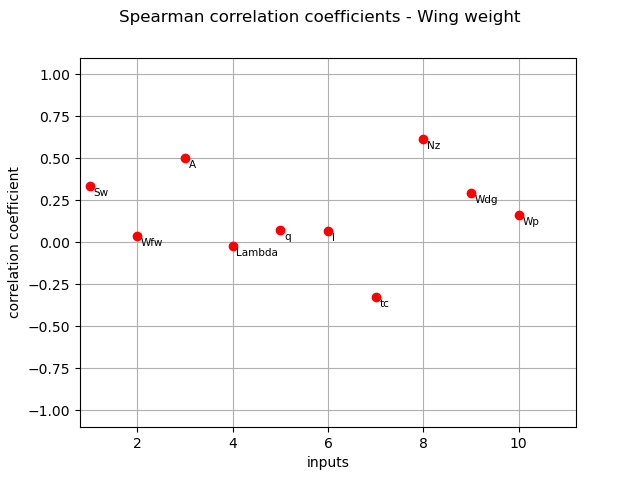 Spearman correlation coefficients - Wing weight
correlation coefficient
1.00
0.75
0.50
0.25
0.00
−0.25
−0.50
−0.75
−1.00
Sw
Wfw
A
Lambda
q
l
tc
Nz
Wdg
Wp
2 4 6 8 10
inputs